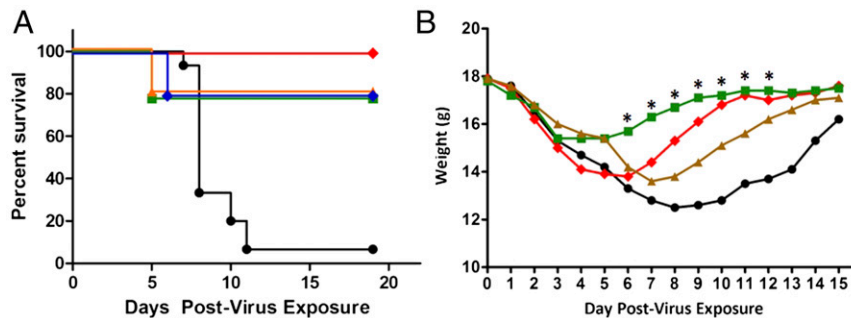 A
Percent survival
100
80
60
40
20
0
0 5 10 15 20
Days Post-Virus Exposure
B
Weight (g)
20
18
16
14
12
10
* * * * * * *
0 1 2 3 4 5 6 7 8 9 10 11 12 13 14 15
Day Post-Virus Exposure